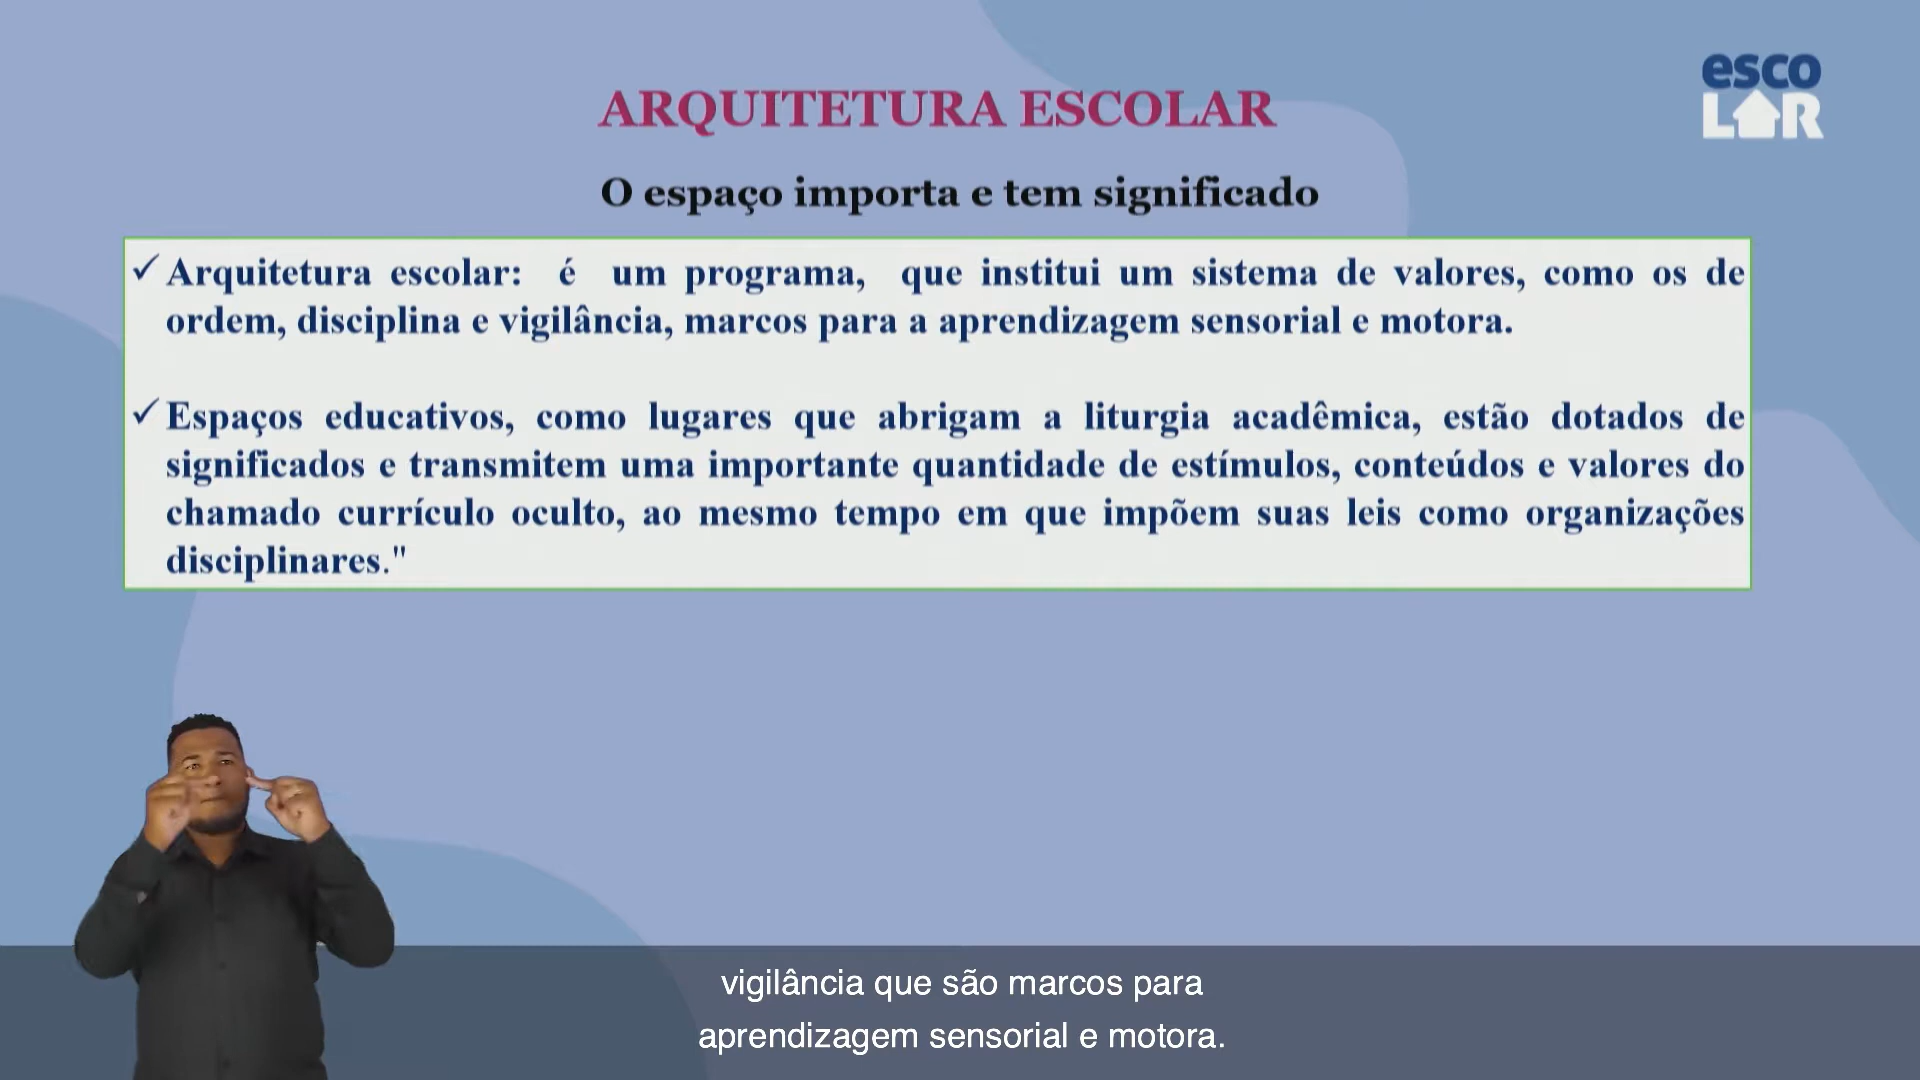 esco
LAR
ARQUITETURA ESCOLAR
O espaço importa e tem significado
✓ Arquitetura escolar: é um programa, que institui um sistema de valores, como os de
ordem, disciplina e vigilância, marcos para a aprendizagem sensorial e motora.
✓ Espaços educativos, como lugares que abrigam a liturgia acadêmica, estão dotados de
significados e transmitem uma importante quantidade de estímulos, conteúdos e valores do
chamado currículo oculto, ao mesmo tempo em que impõem suas leis como organizações
disciplinares."
vigilância que são marcos para
aprendizagem sensorial e motora.